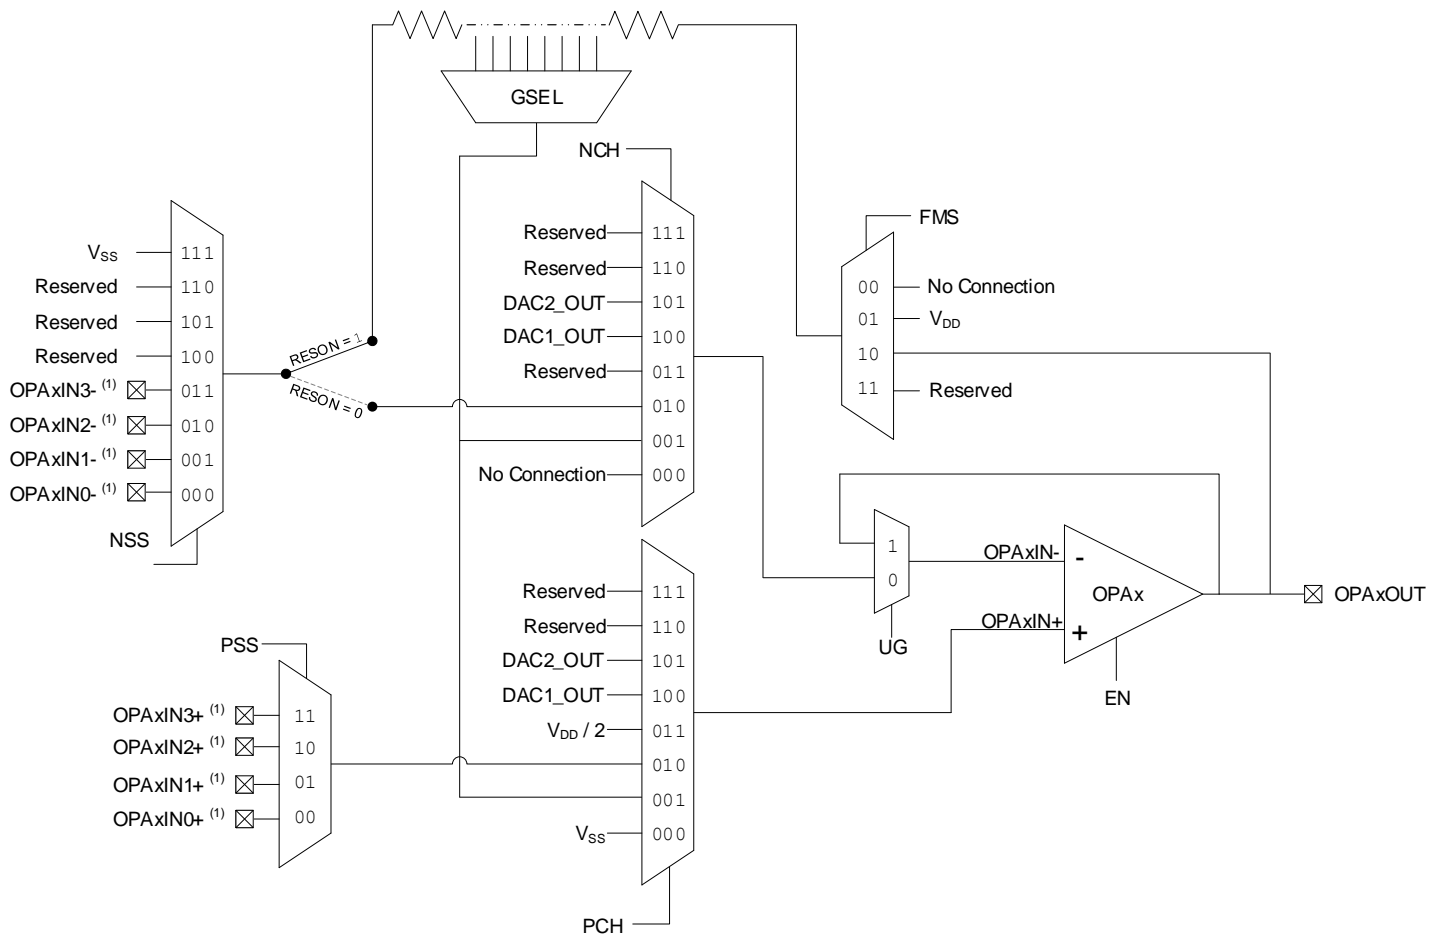 GSEL
NCH
Reserved 111
Reserved 110
DAC2_OUT 101
DAC1_OUT 100
Reserved 011
010
001
No Connection 000
VSS 111
Reserved 110
Reserved 101
Reserved 100
OPAxIN3- (1) 011
OPAxIN2- (1) 010
OPAxIN1- (1) 001
OPAxIN0- (1) 000
NSS
RESON = 1
RESON = 0
FMS
00 No Connection
01 VDD
10
11 Reserved
1
0
UG
OPAxIN-
OPAxIN+
-
+
OPAx
EN
OPAxOUT
Reserved 111
Reserved 110
DAC2_OUT 101
DAC1_OUT 100
VDD / 2 011
010
001
VSS 000
PCH
PSS
OPAxIN3+ (1) 11
OPAxIN2+ (1) 10
OPAxIN1+ (1) 01
OPAxIN0+ (1) 00